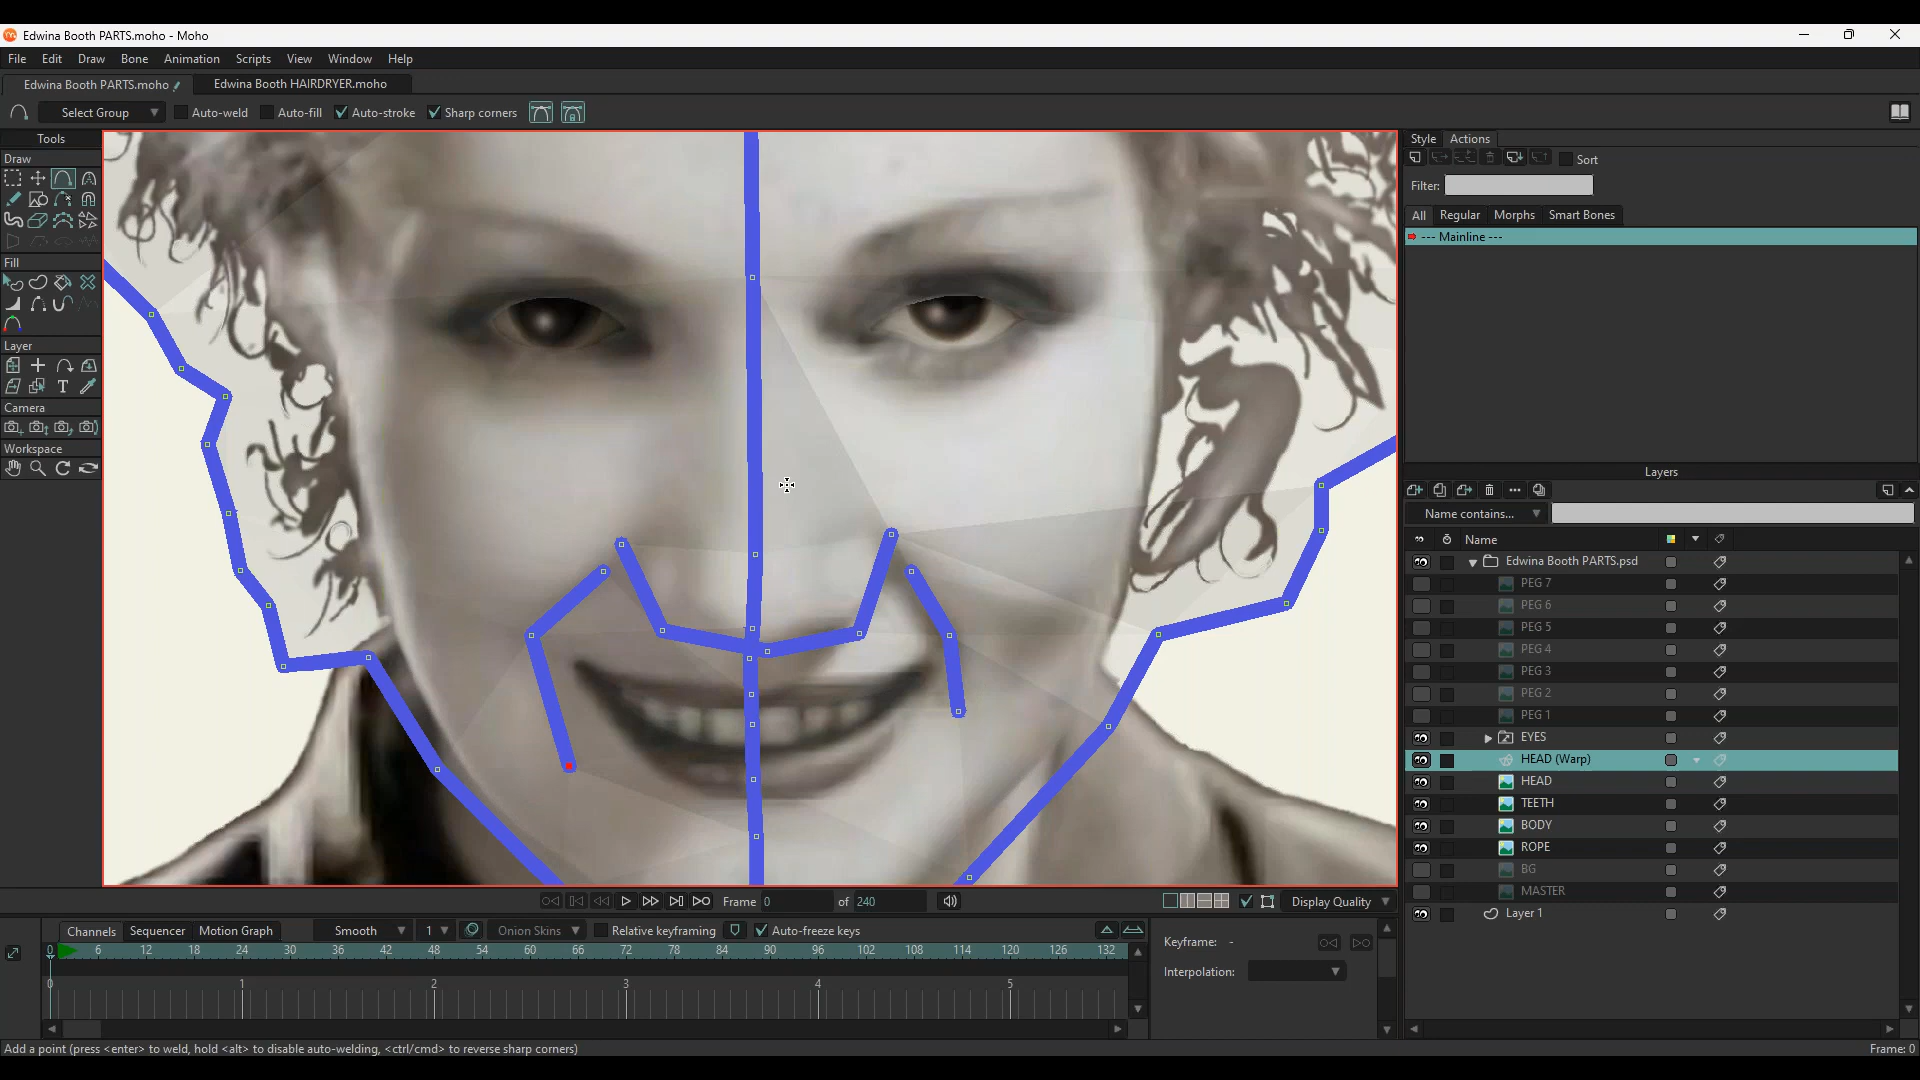 Edwina Booth PARTS.moho - Moho
File Edit Draw Bone Animation Scripts View Window Help
Edwina Booth PARTS.moho Edwina Booth HAIRDRYER.moho
Select Group Auto-weld Auto-fill Auto-stroke Sharp corners
Tools
Draw
Fill
Layer
Camera
Workspace
Style Actions
Sort
Filter:
All Regular Morphs Smart Bones
--- Mainline ---
Layers
Name contains...
Name
Edwina Booth PARTS.psd
PEG 7
PEG 6
PEG 5
PEG 4
PEG 3
PEG 2
PEG 1
EYES
HEAD (Warp)
HEAD
TEETH
BODY
ROPE
BG
MASTER
Layer 1
Frame 0 of 240 Display Quality
Channels Sequencer Motion Graph Smooth 1 Onion Skins Relative keyframing Auto-freeze keys
0 6 12 18 24 30 36 42 48 54 60 66 72 78 84 90 96 102 108 114 120 126 132
0 1 2 3 4 5
Keyframe: -
Interpolation:
Add a point (press <enter> to weld, hold <alt> to disable auto-welding, <ctrl/cmd> to reverse sharp corners) Frame: 0